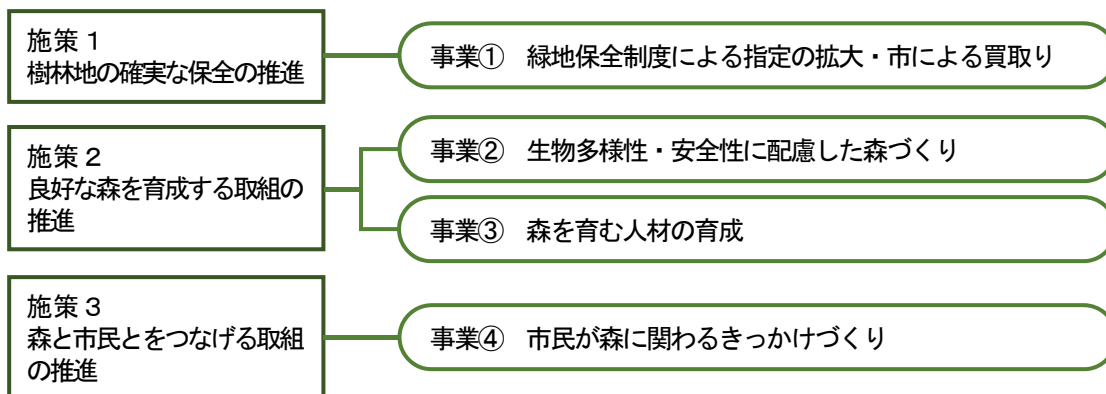 施策１
樹林地の確実な保全の推進
事業①　緑地保全制度による指定の拡大・市による買取り
施策２
良好な森を育成する取組の
推進
事業②　生物多様性・安全性に配慮した森づくり
事業③　森を育む人材の育成
施策３
森と市民とをつなげる取組
の推進
事業④　市民が森に関わるきっかけづくり